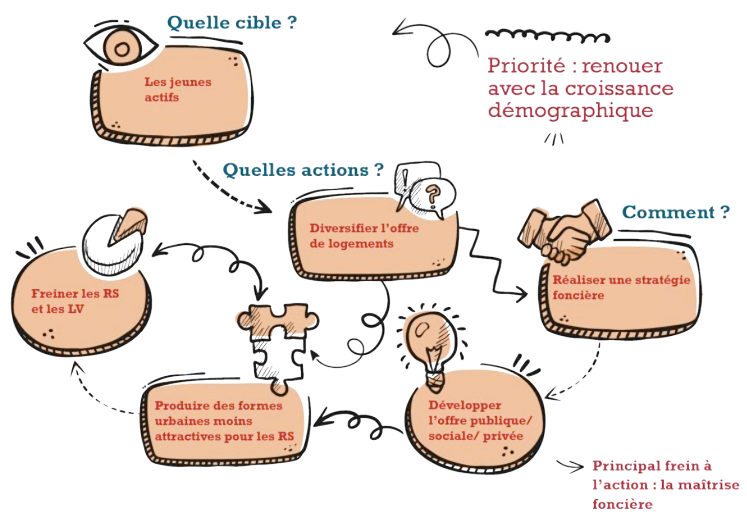 Quelle cible ?
Les jeunes
actifs
Priorité : renouer
avec la croissance
démographique
Quelles actions ?
Diversifier l'offre
de logements
Comment ?
Réaliser une stratégie
foncière
Freiner les RS
et les LV
Produire des formes
urbaines moins
attractives pour les RS
Développer
l'offre publique/
sociale/ privée
Principal frein à
l'action : la maîtrise
foncière